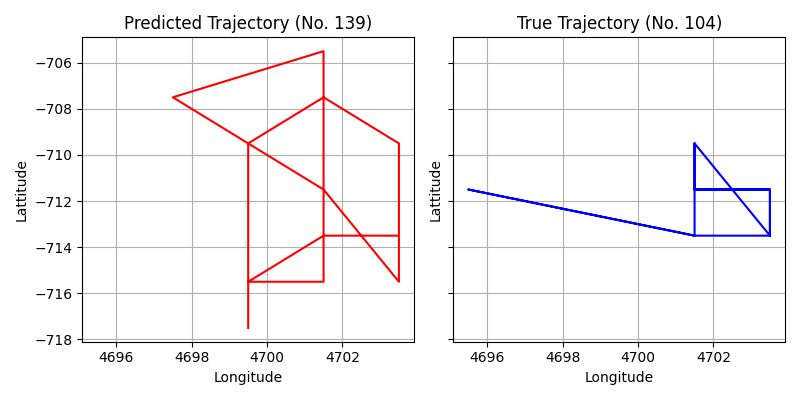 Predicted Trajectory (No. 139)
True Trajectory (No. 104)
−706
−708
−710
−712
−714
−716
−718
Lattitude
Lattitude
4696
4698
4700
4702
4696
4698
4700
4702
Longitude
Longitude